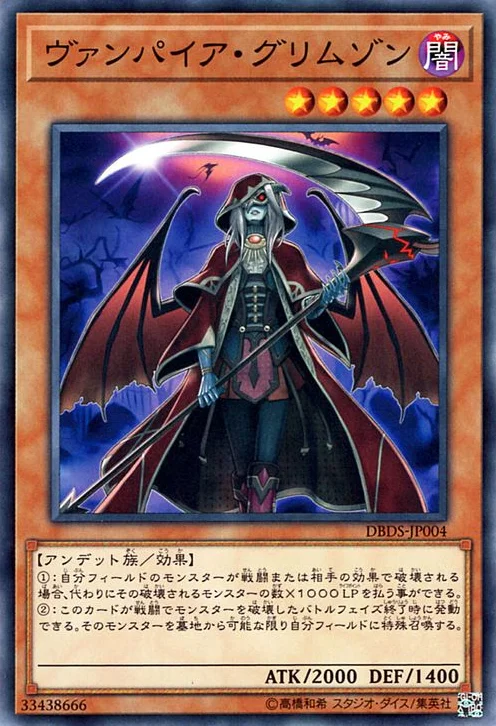 ヴァンパイア・グリムゾン
闇
DBDS-JP004
【アンデット族/効果】
①:自分フィールドのモンスターが戦闘または相手の効果で破壊される
場合、代わりにその破壊されるモンスターの数×1000LPを払う事ができる。
②:このカードが戦闘でモンスターを破壊したバトルフェイズ終了時に発動
できる。そのモンスターを墓地から可能な限り自分フィールドに特殊召喚する。
ATK/2000 DEF/1400
33438666
©高橋和希 スタジオ・ダイス/集英社